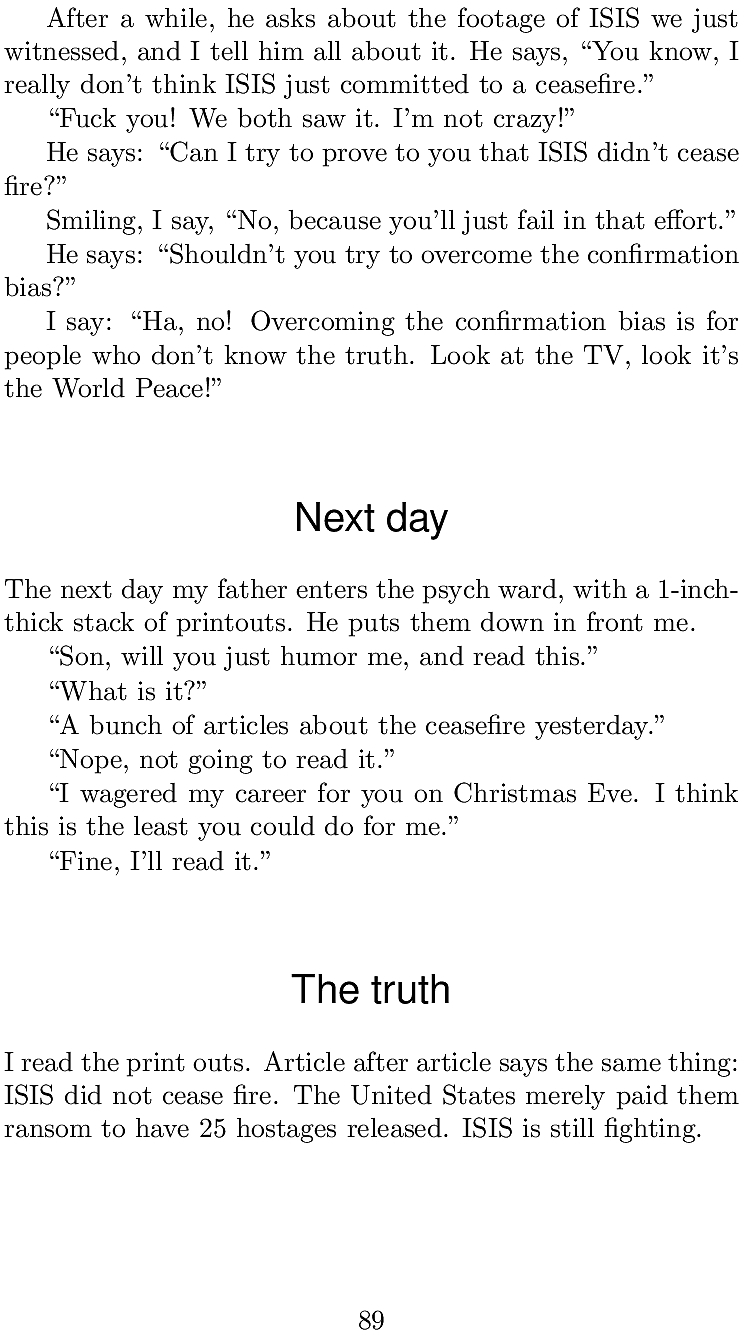 After a while, he asks about the footage of ISIS we just
witnessed, and I tell him all about it. He says, “You know, I
really don’t think ISIS just committed to a ceasefire.”
“Fuck you! We both saw it. I’m not crazy!”
He says: “Can I try to prove to you that ISIS didn’t cease
fire?”
Smiling, I say, “No, because you’ll just fail in that effort.”
He says: “Shouldn’t you try to overcome the confirmation
bias?”
I say: “Ha, no! Overcoming the confirmation bias is for
people who don’t know the truth. Look at the TV, look it’s
the World Peace!”
Next day
The next day my father enters the psych ward, with a 1-inch-
thick stack of printouts. He puts them down in front me.
“Son, will you just humor me, and read this.”
“What is it?”
“A bunch of articles about the ceasefire yesterday.”
“Nope, not going to read it.”
“I wagered my career for you on Christmas Eve. I think
this is the least you could do for me.”
“Fine, I’ll read it.”
The truth
I read the print outs. Article after article says the same thing:
ISIS did not cease fire. The United States merely paid them
ransom to have 25 hostages released. ISIS is still fighting.
89